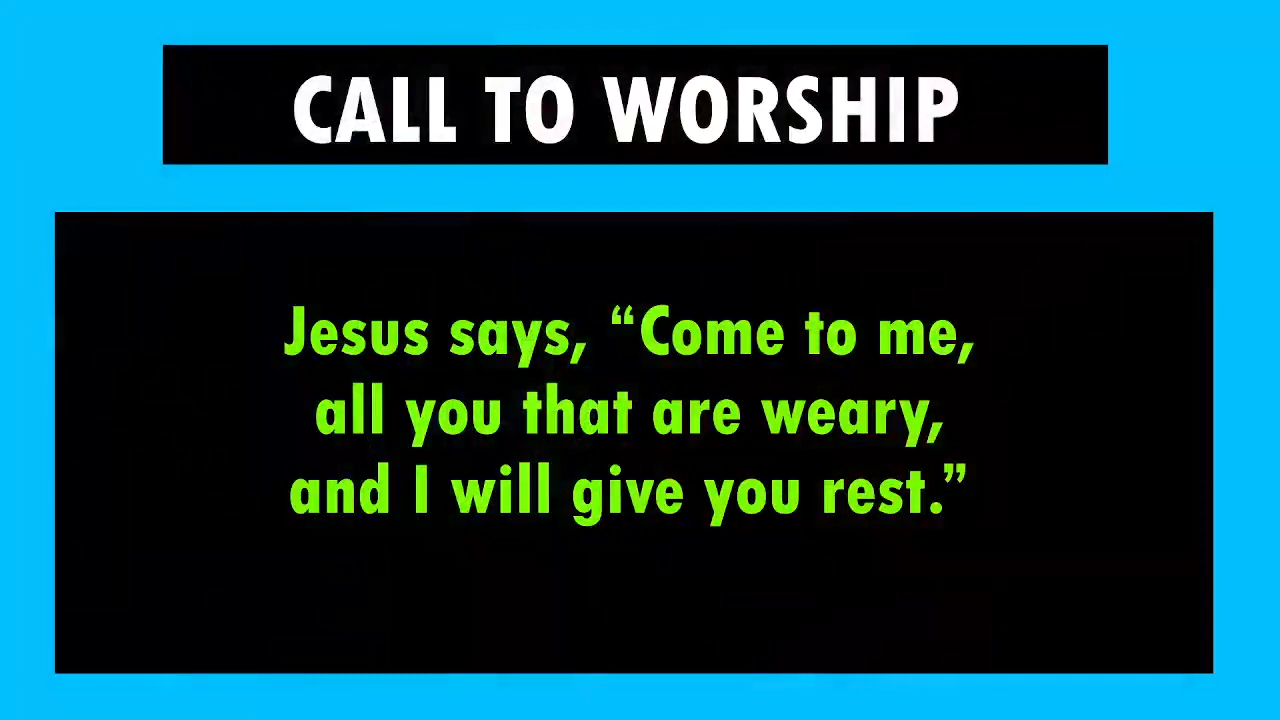 CALL TO WORSHIP
Jesus says, “Come to me,
all you that are weary,
and I will give you rest.”